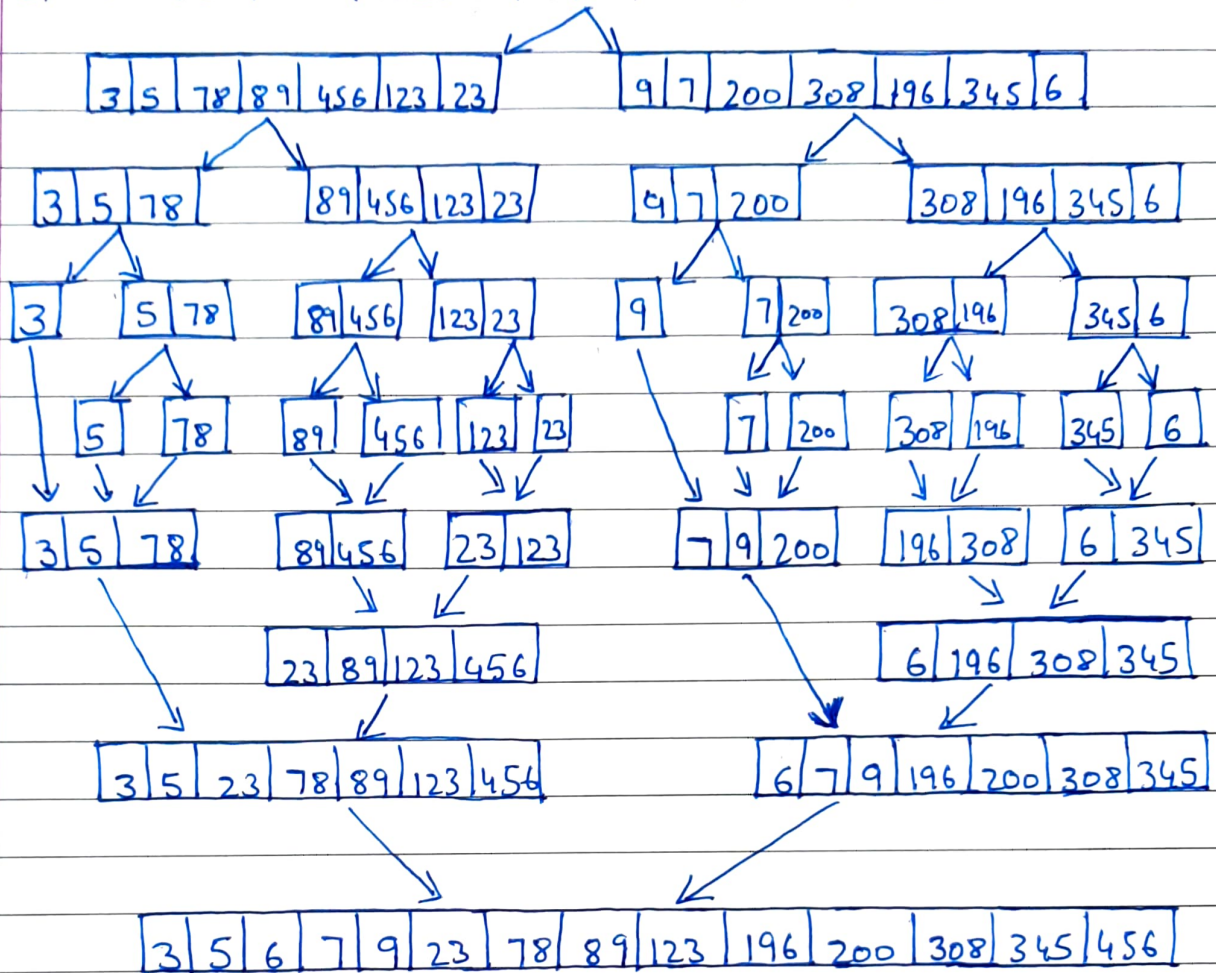 3 5 78 89 456 123 23 9 7 200 308 196 345 6
3 5 78 89 456 123 23 9 7 200 308 196 345 6
3 5 78 89 456 123 23 9 7 200 308 196 345 6
5 78 89 456 123 23 7 200 308 196 345 6
3 5 78 89 456 23 123 7 9 200 196 308 6 345
23 89 123 456 6 196 308 345
3 5 23 78 89 123 456 6 7 9 196 200 308 345
3 5 6 7 9 23 78 89 123 196 200 308 345 456